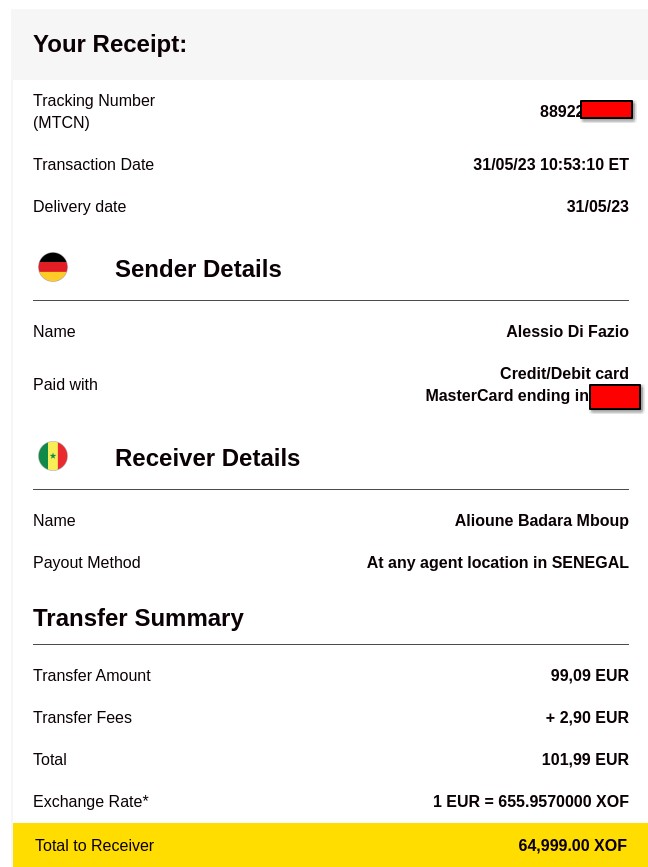 Your Receipt:
Tracking Number
(MTCN)
88922
Transaction Date
31/05/23 10:53:10 ET
Delivery date
31/05/23
Sender Details
Name
Alessio Di Fazio
Paid with
Credit/Debit card
MasterCard ending in
Receiver Details
Name
Alioune Badara Mboup
Payout Method
At any agent location in SENEGAL
Transfer Summary
Transfer Amount
99,09 EUR
Transfer Fees
+ 2,90 EUR
Total
101,99 EUR
Exchange Rate*
1 EUR = 655.9570000 XOF
Total to Receiver
64,999.00 XOF